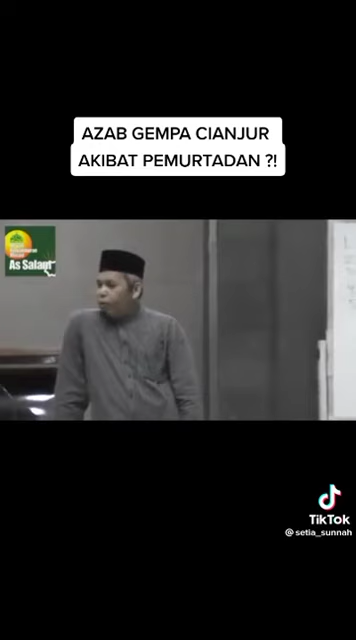 AZAB GEMPA CIANJUR
AKIBAT PEMURTADAN ?!
As Salam
TikTok
@setia_sunnah